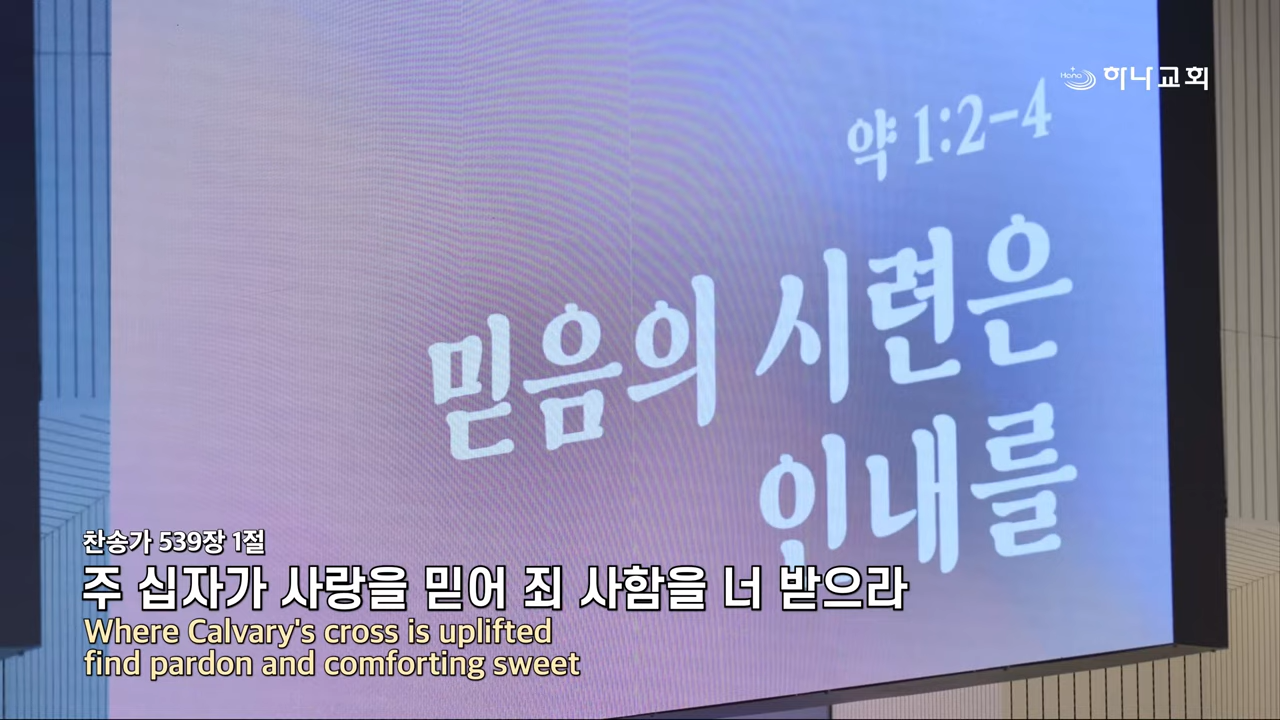 Hana 하나교회
약 1:2-4
믿음의 시련은
인내를
찬송가 539장 1절
주 십자가 사랑을 믿어 죄 사함을 너 받으라
Where Calvary's cross is uplifted
find pardon and comforting sweet